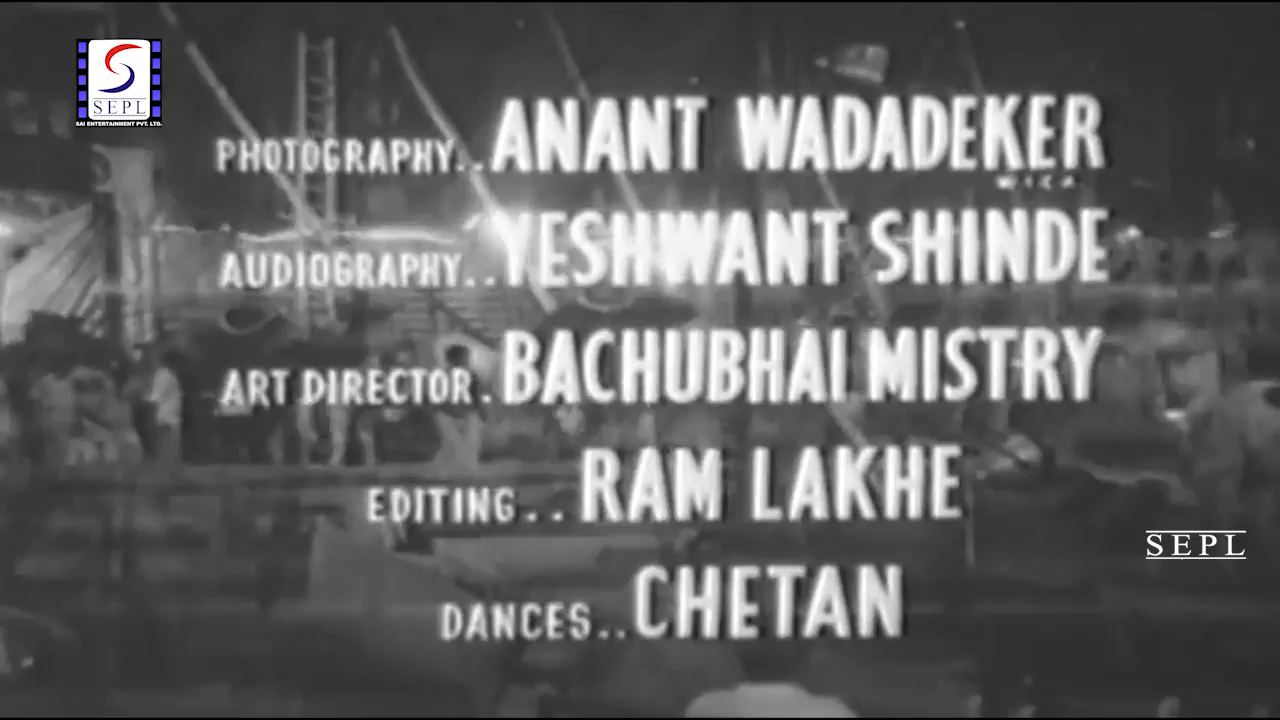 SEPL
SAI ENTERTAINMENT PVT. LTD.
PHOTOGRAPHY.. ANANT WADADEKER
WICA
AUDIOGRAPHY.. YESHWANT SHINDE
ART DIRECTOR. BACHUBHAI MISTRY
EDITING.. RAM LAKHE
SEPL
DANCES.. CHETAN